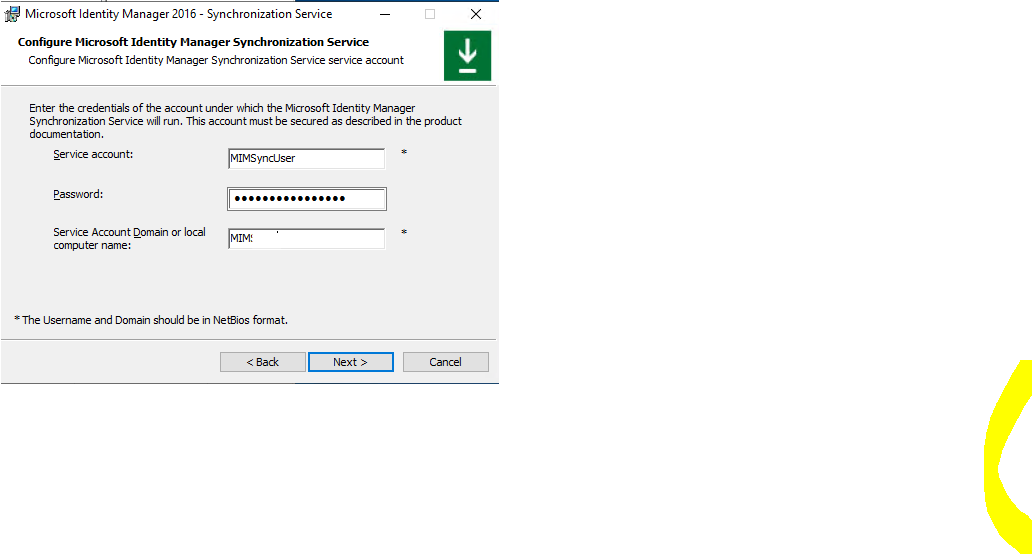 Microsoft Identity Manager 2016 - Synchronization Service
Configure Microsoft Identity Manager Synchronization Service
Configure Microsoft Identity Manager Synchronization Service service account
Enter the credentials of the account under which the Microsoft Identity Manager
Synchronization Service will run. This account must be secured as described in the product
documentation.
Service account:
MIMSyncUser
*
Password:
••••••••••••••••
Service Account Domain or local
computer name:
*
* The Username and Domain should be in NetBios format.
< Back
Next >
Cancel